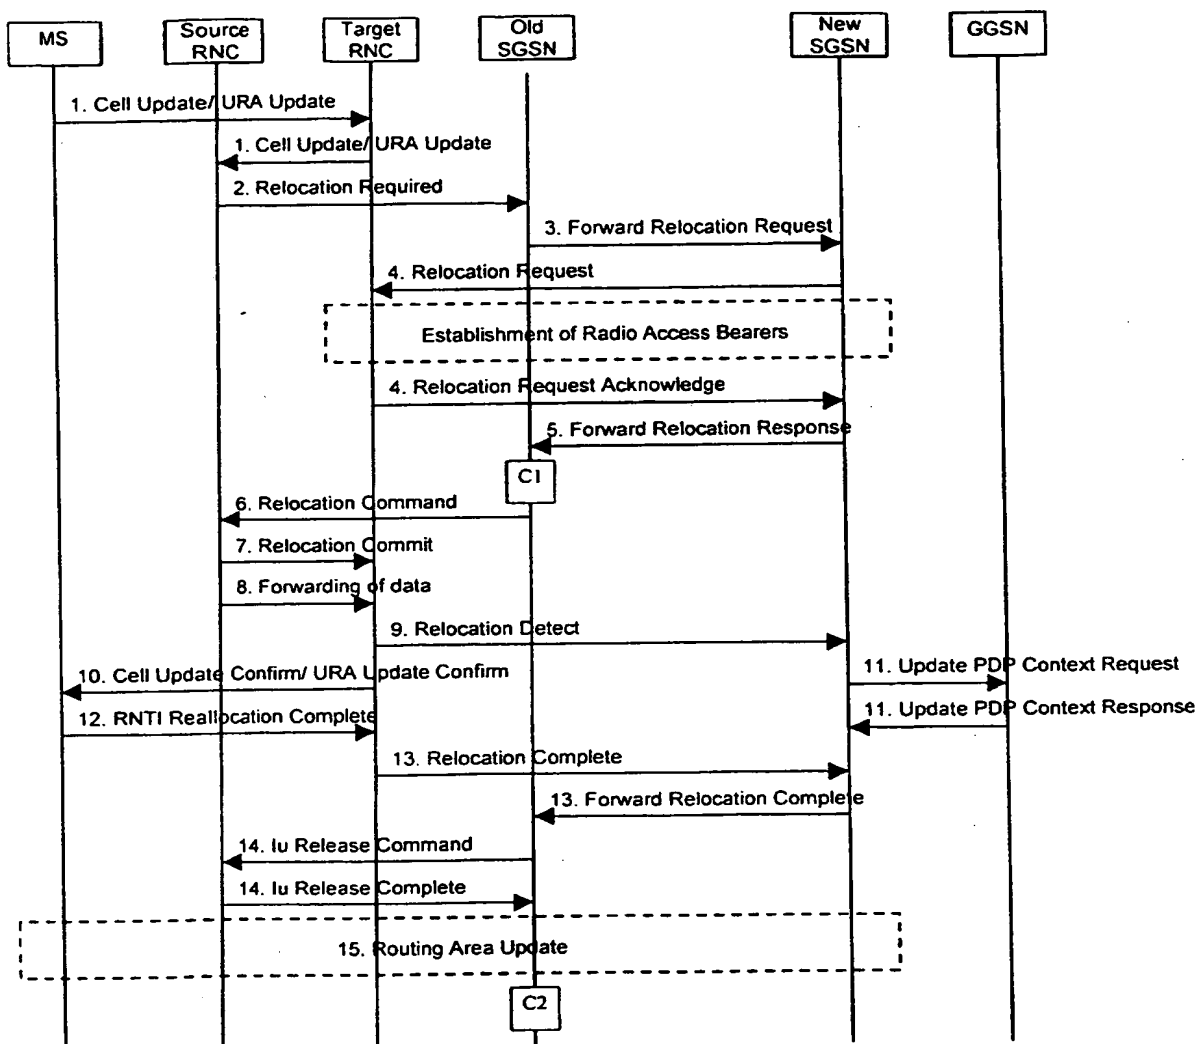 MS
Source
RNC
Target
RNC
Old
SGSN
New
SGSN
GGSN
1. Cell Update/ URA Update
1. Cell Update/ URA Update
2. Relocation Required
3. Forward Relocation Request
4. Relocation Request
Establishment of Radio Access Bearers
4. Relocation Request Acknowledge
5. Forward Relocation Response
C1
6. Relocation Command
7. Relocation Commit
8. Forwarding of data
9. Relocation Detect
10. Cell Update Confirm/ URA Update Confirm
11. Update PDP Context Request
12. RNTI Reallocation Complete
11. Update PDP Context Response
13. Relocation Complete
13. Forward Relocation Complete
14. Iu Release Command
14. Iu Release Complete
15. Routing Area Update
C2